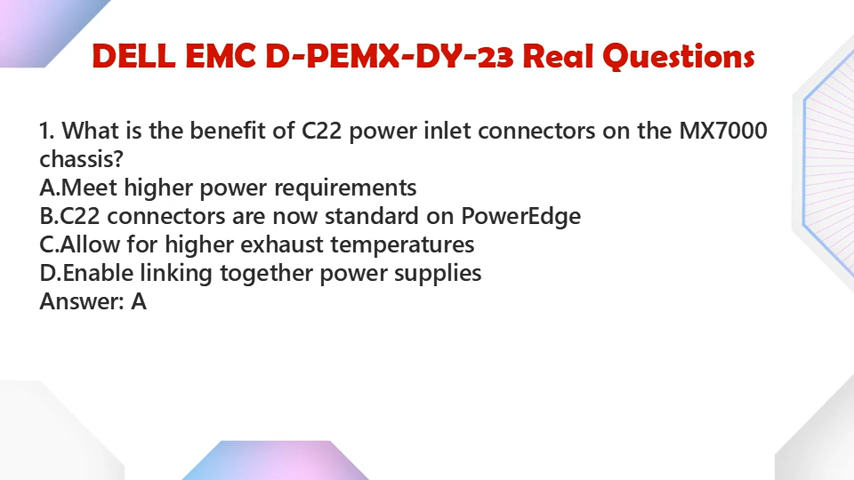 DELL EMC D-PEMX-DY-23 Real Questions
1. What is the benefit of C22 power inlet connectors on the MX7000
chassis?
A.Meet higher power requirements
B.C22 connectors are now standard on PowerEdge
C.Allow for higher exhaust temperatures
D.Enable linking together power supplies
Answer: A